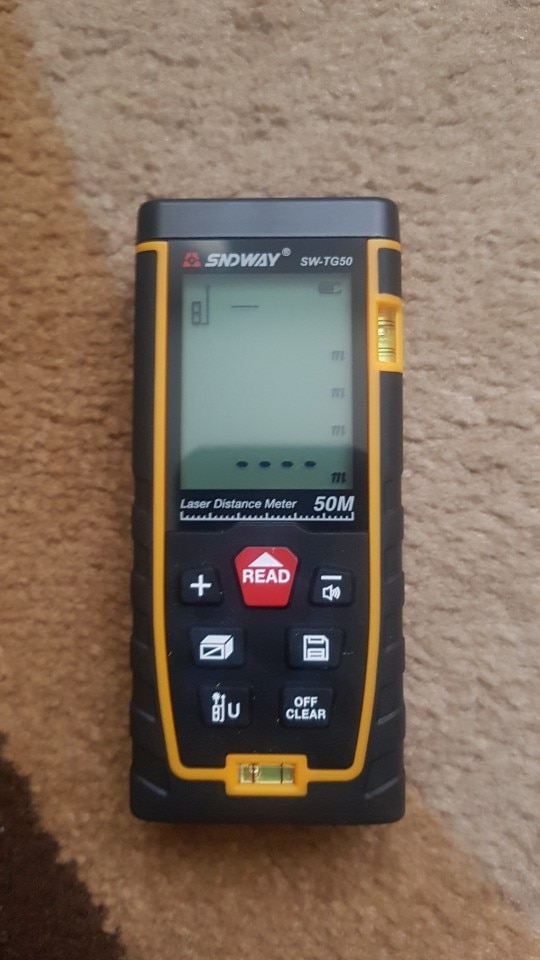 SNDWAY® SW-TG50
m
m
m
m
Laser Distance Meter 50M
READ
+
U
OFF
CLEAR